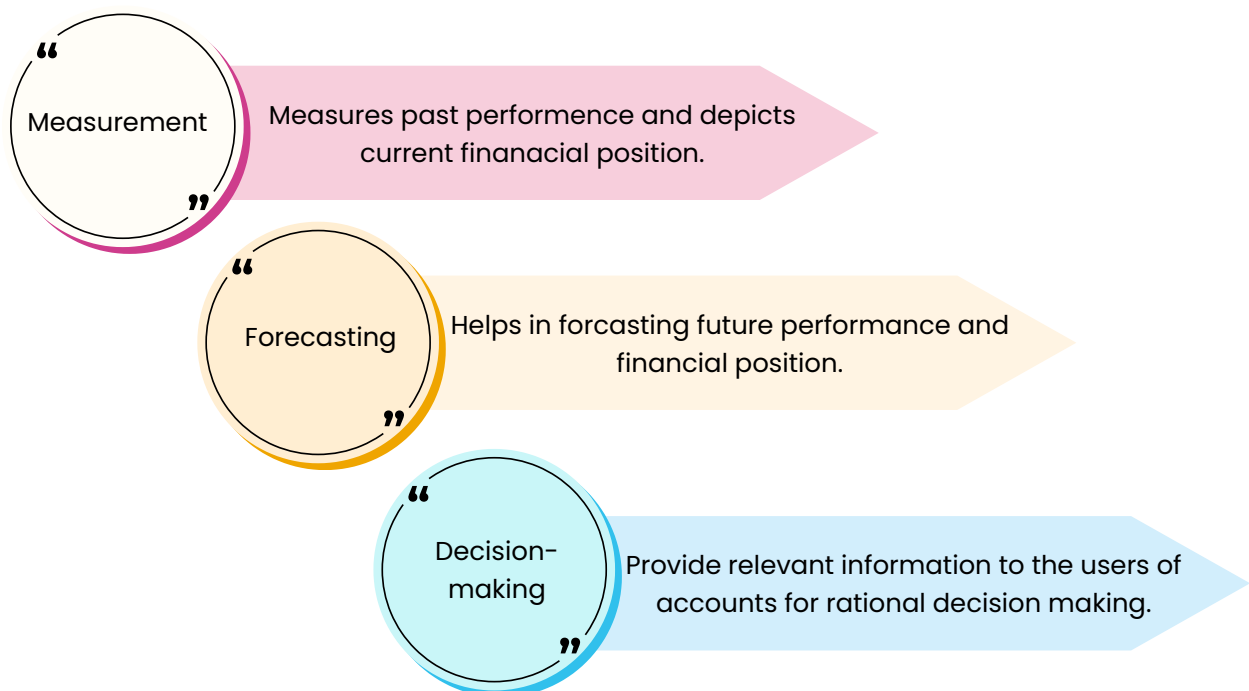 “
Measurement
”
Measures past performence and depicts
current finanacial position.
“
Forecasting
”
Helps in forcasting future performance and
financial position.
“
Decision-
making
”
Provide relevant information to the users of
accounts for rational decision making.